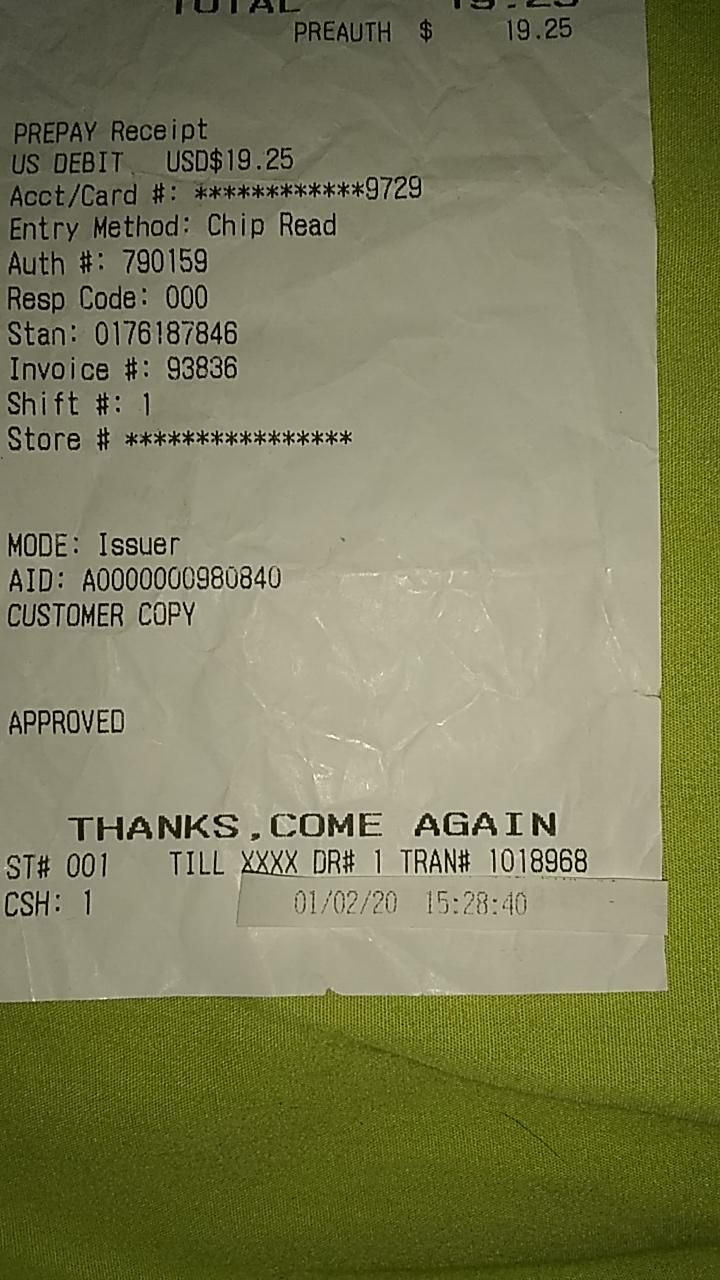 TOTAL 19.25
PREAUTH $ 19.25
PREPAY Receipt
US DEBIT USD$19.25
Acct/Card #: ************9729
Entry Method: Chip Read
Auth #: 790159
Resp Code: 000
Stan: 0176187846
Invoice #: 93836
Shift #: 1
Store # ****************
MODE: Issuer
AID: A0000000980840
CUSTOMER COPY
APPROVED
THANKS,COME AGAIN
ST# 001 TILL XXXX DR# 1 TRAN# 1018968
CSH: 1 01/02/20 15:28:40